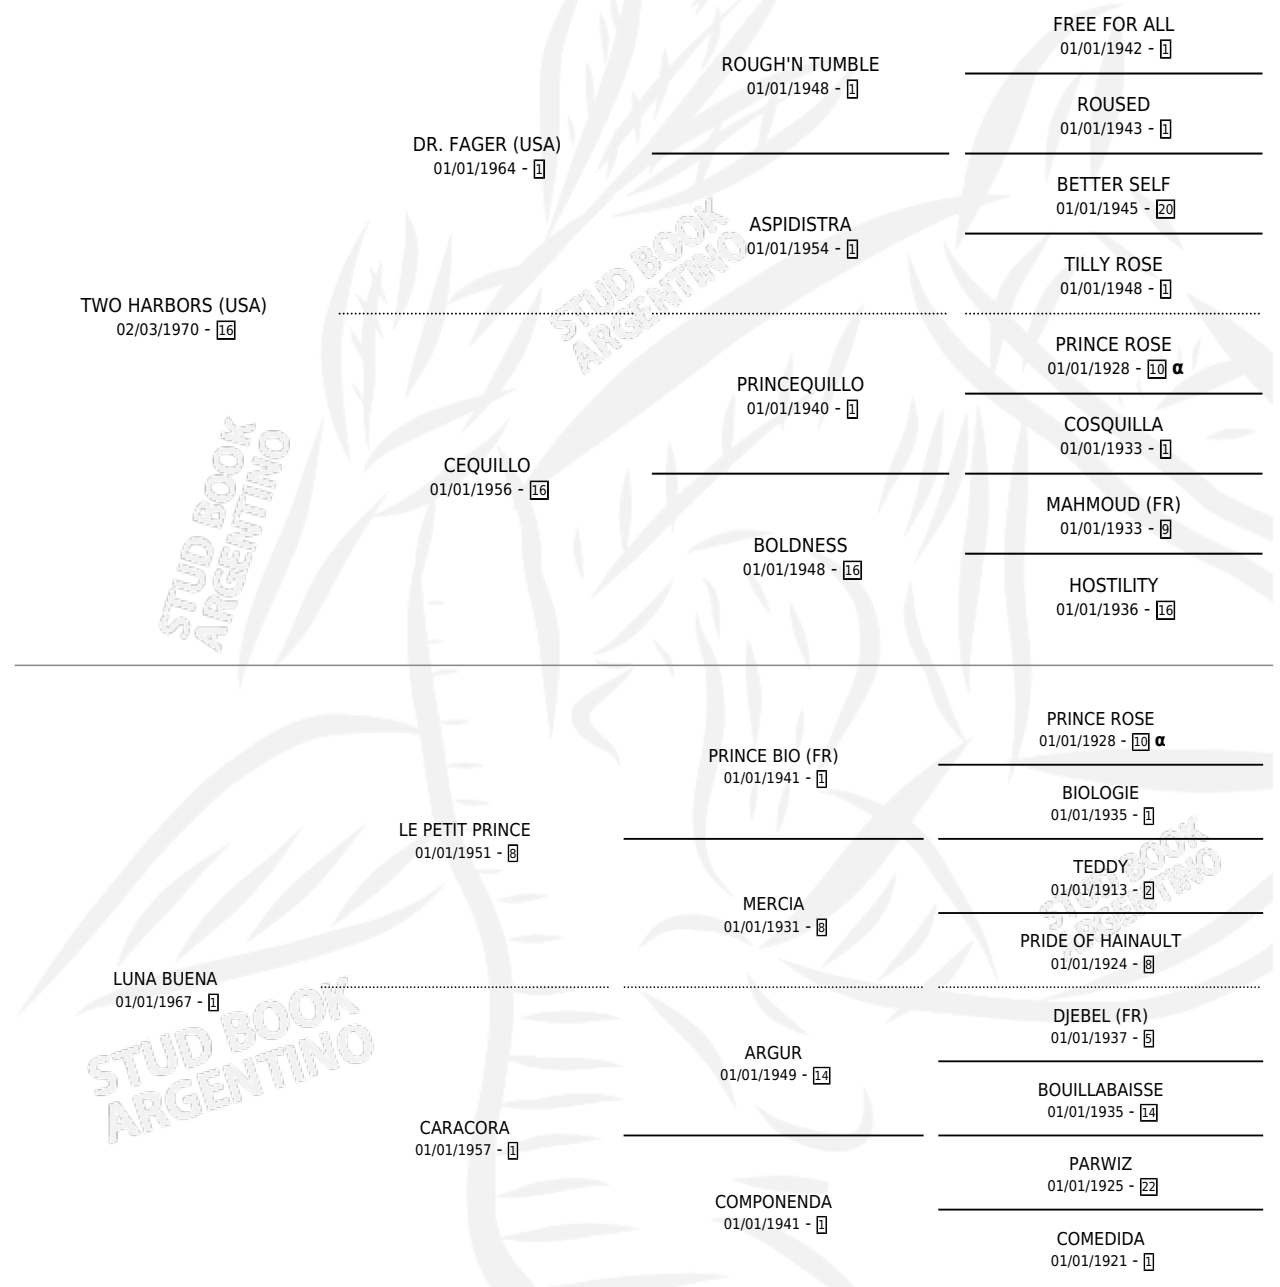 FREE FOR ALL
01/01/1942 - 1
ROUGH'N TUMBLE
01/01/1948 - 1
ROUSED
01/01/1943 - 1
DR. FAGER (USA)
01/01/1964 - 1
BETTER SELF
01/01/1945 - 20
ASPIDISTRA
01/01/1954 - 1
TILLY ROSE
01/01/1948 - 1
TWO HARBORS (USA)
02/03/1970 - 16
PRINCE ROSE
01/01/1928 - 10 α
PRINCEQUILLO
01/01/1940 - 1
COSQUILLA
01/01/1933 - 1
CEQUILLO
01/01/1956 - 16
MAHMOUD (FR)
01/01/1933 - 9
BOLDNESS
01/01/1948 - 16
HOSTILITY
01/01/1936 - 16
PRINCE ROSE
01/01/1928 - 10 α
PRINCE BIO (FR)
01/01/1941 - 1
BIOLOGIE
01/01/1935 - 1
LE PETIT PRINCE
01/01/1951 - 8
TEDDY
01/01/1913 - 2
MERCIA
01/01/1931 - 8
PRIDE OF HAINAULT
01/01/1924 - 8
LUNA BUENA
01/01/1967 - 1
DJEBEL (FR)
01/01/1937 - 5
ARGUR
01/01/1949 - 14
BOUILLABAISSE
01/01/1935 - 14
CARACORA
01/01/1957 - 1
PARWIZ
01/01/1925 - 22
COMPONENDA
01/01/1941 - 1
COMEDIDA
01/01/1921 - 1
STUD BOOK
ARGENTINO
STUD BOOK
ARGENTINO
STUD BOOK
ARGENTINO
STUD BOOK
ARGENTINO